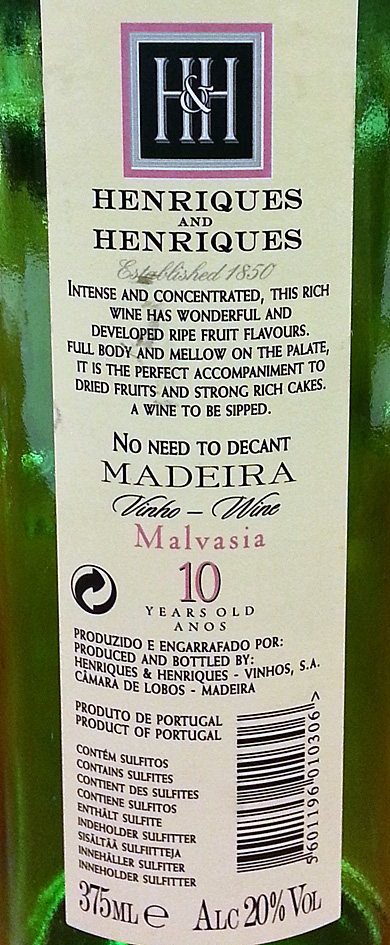 H&H
HENRIQUES
AND
HENRIQUES
Established 1850
INTENSE AND CONCENTRATED, THIS RICH
WINE HAS WONDERFUL AND
DEVELOPED RIPE FRUIT FLAVOURS.
FULL BODY AND MELLOW ON THE PALATE,
IT IS THE PERFECT ACCOMPANIMENT TO
DRIED FRUITS AND STRONG RICH CAKES.
A WINE TO BE SIPPED.
NO NEED TO DECANT
MADEIRA
Vinho – Wine
Malvasia
10
YEARS OLD
ANOS
PRODUZIDO E ENGARRAFADO POR:
PRODUCED AND BOTTLED BY:
HENRIQUES & HENRIQUES - VINHOS, S.A.
CÂMARA DE LOBOS - MADEIRA
PRODUTO DE PORTUGAL
PRODUCT OF PORTUGAL
CONTÉM SULFITOS
CONTAINS SULFITES
CONTIENT DES SULFITES
CONTIENE SULFITOS
ENTHÄLT SULFITE
INDEHOLDER SULFITTER
SISÄLTÄÄ SULFIITTEJA
INNEHÅLLER SULFITER
INNEHOLDER SULFITTER
5601196010306 >
375ML e ALC 20% VOL